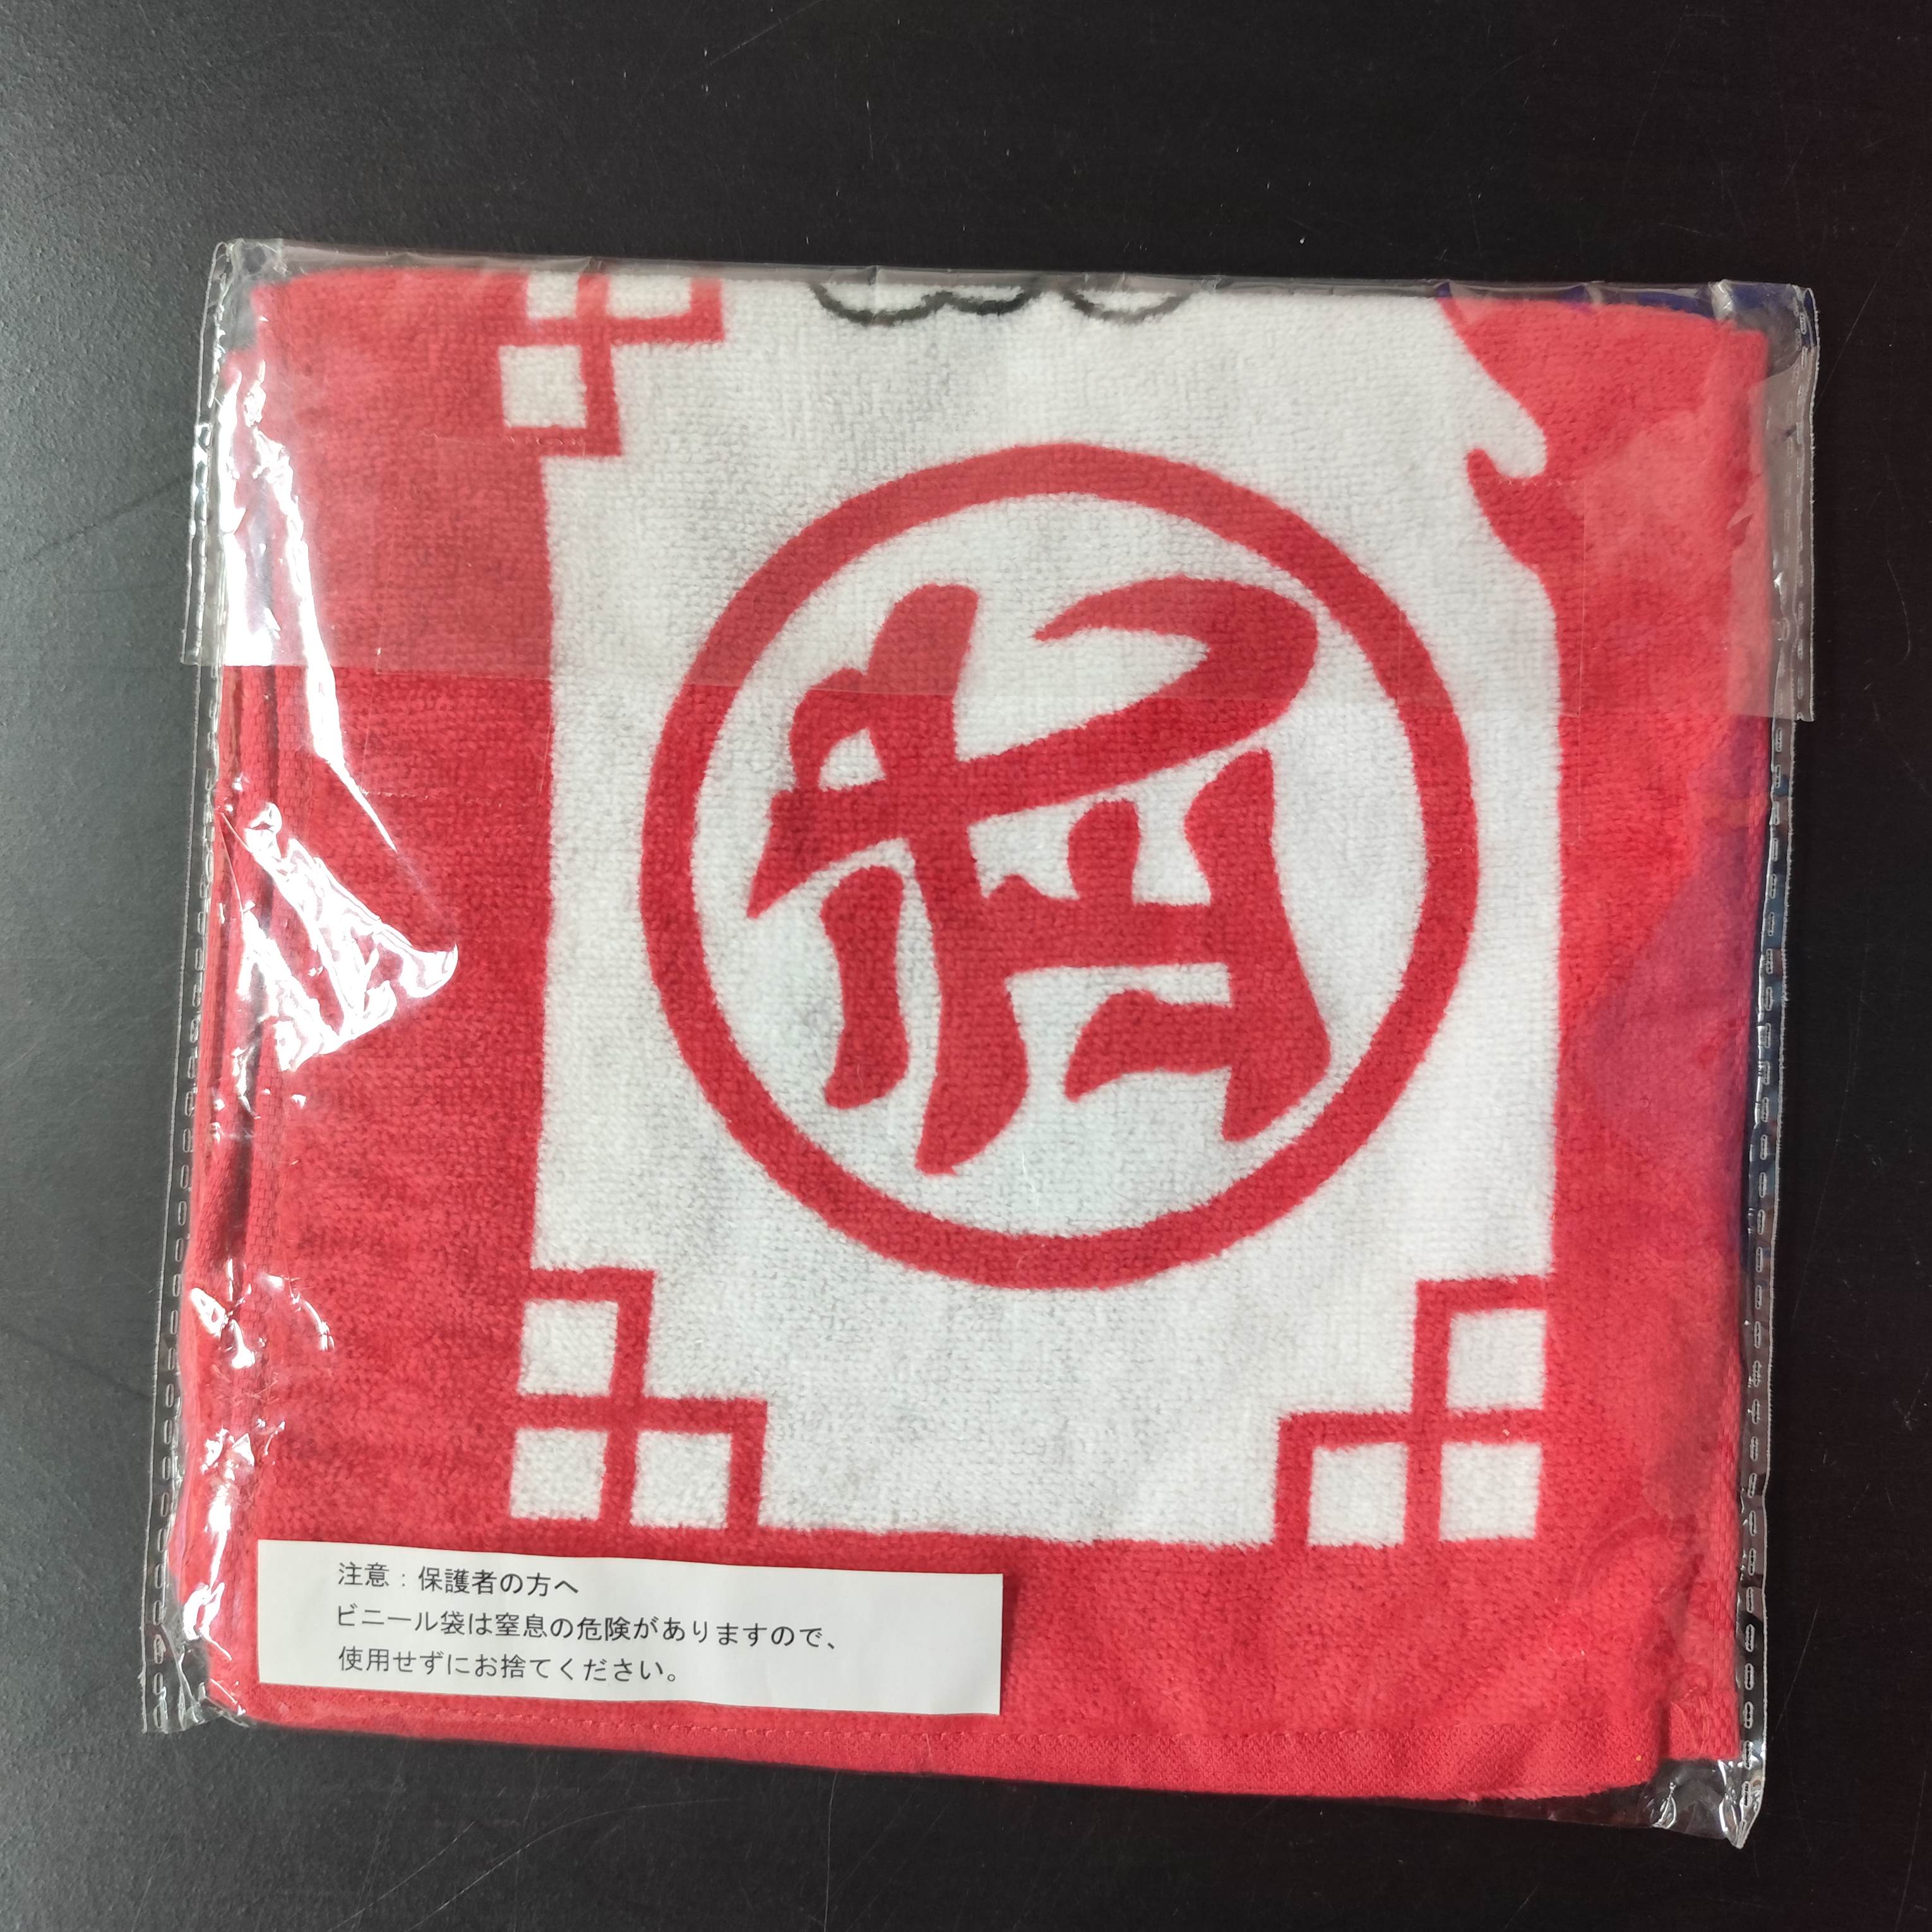 注意：保護者の方へ
ビニール袋は窒息の危険がありますので、
使用せずにお捨てください。